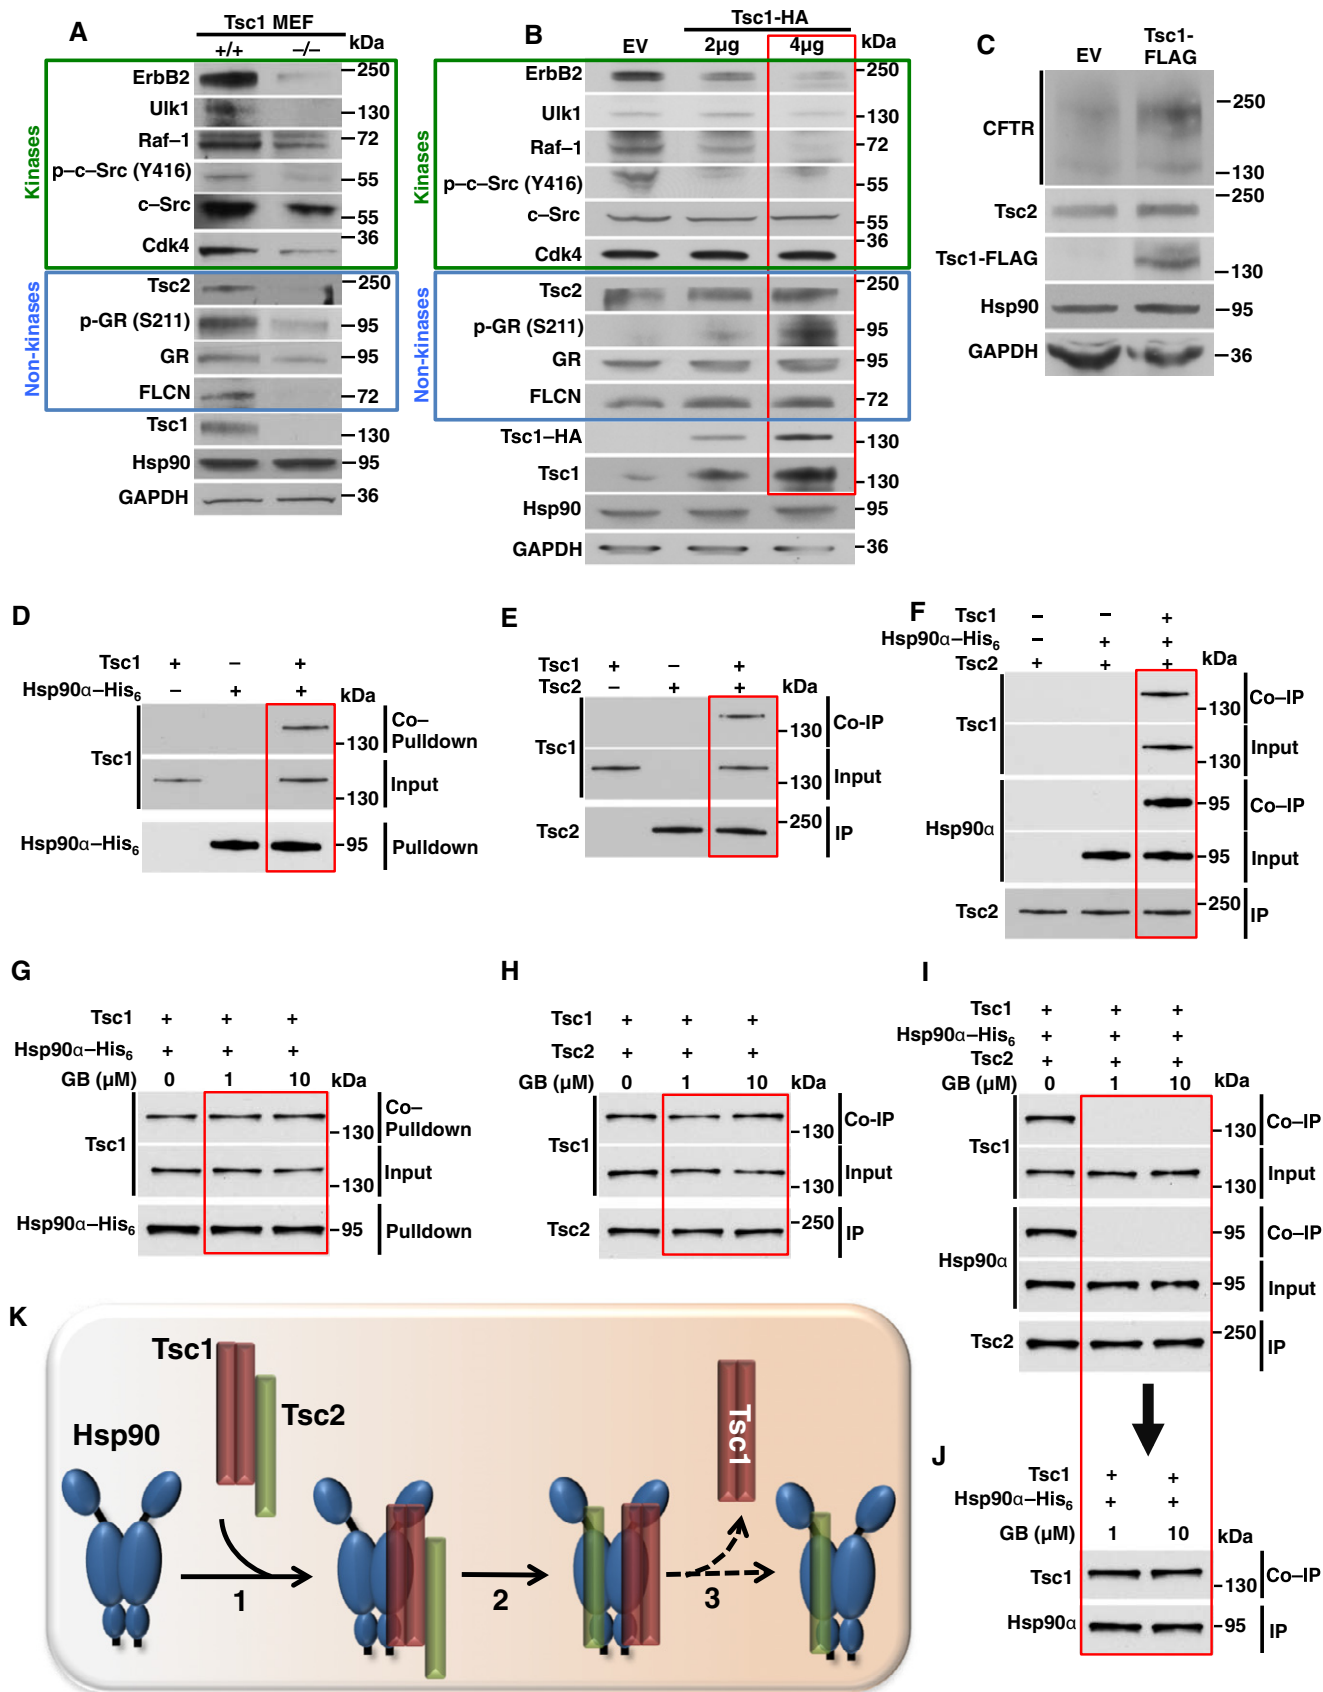 A
Tsc1 MEF
+/+ −/− kDa
Kinases
ErbB2 −250
Ulk1 −130
Raf−1 −72
p−c−Src (Y416) −55
c−Src −55
Cdk4 −36
Non-kinases
Tsc2 −250
p-GR (S211) −95
GR −95
FLCN −72
Tsc1 −130
Hsp90 −95
GAPDH −36
B
Tsc1-HA
EV 2µg 4µg kDa
Kinases
ErbB2 −250
Ulk1 −130
Raf−1 −72
p−c−Src (Y416) −55
c−Src −55
Cdk4 −36
Non-kinases
Tsc2 −250
p-GR (S211) −95
GR −95
FLCN −72
Tsc1−HA −130
Tsc1 −130
Hsp90 −95
GAPDH −36
C
EV Tsc1-
FLAG
CFTR −250
−130
Tsc2 −250
Tsc1-FLAG −130
Hsp90 −95
GAPDH −36
D
Tsc1 + − +
Hsp90α−His6 − + + kDa
Tsc1 −130 Co−
Pulldown
−130 Input
Hsp90α−His6 −95 Pulldown
E
Tsc1 + − +
Tsc2 − + + kDa
Tsc1 −130 Co-IP
−130 Input
Tsc2 −250 IP
F
Tsc1 − − +
Hsp90α−His6 − + +
Tsc2 + + + kDa
Tsc1 −130 Co−IP
−130 Input
Hsp90α −95 Co−IP
−95 Input
Tsc2 −250 IP
G
Tsc1 + + +
Hsp90α−His6 + + +
GB (µM) 0 1 10 kDa
Tsc1 −130 Co−
Pulldown
−130 Input
Hsp90α−His6 −95 Pulldown
H
Tsc1 + + +
Tsc2 + + +
GB (µM) 0 1 10 kDa
Tsc1 −130 Co-IP
−130 Input
Tsc2 −250 IP
I
Tsc1 + + +
Hsp90α−His6 + + +
Tsc2 + + +
GB (µM) 0 1 10 kDa
Tsc1 −130 Co−IP
−130 Input
Hsp90α −95 Co−IP
−95 Input
Tsc2 −250 IP
J
Tsc1 + +
Hsp90α−His6 + +
GB (µM) 1 10 kDa
Tsc1 −130 Co−IP
Hsp90α −95 IP
K
Tsc1
Tsc2
Hsp90
Tsc1
1 2 3